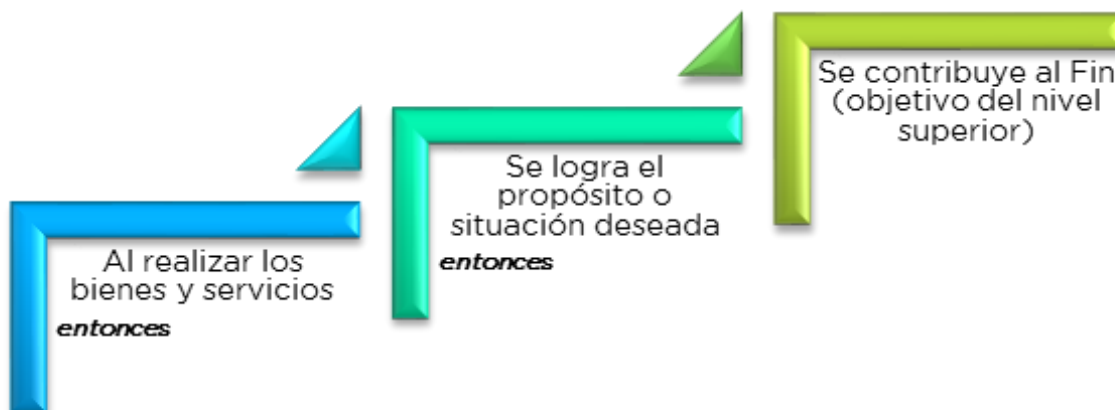 Al realizar los
bienes y servicios
entonces
Se logra el
propósito o
situación deseada
entonces
Se contribuye al Fin
(objetivo del nivel
superior)